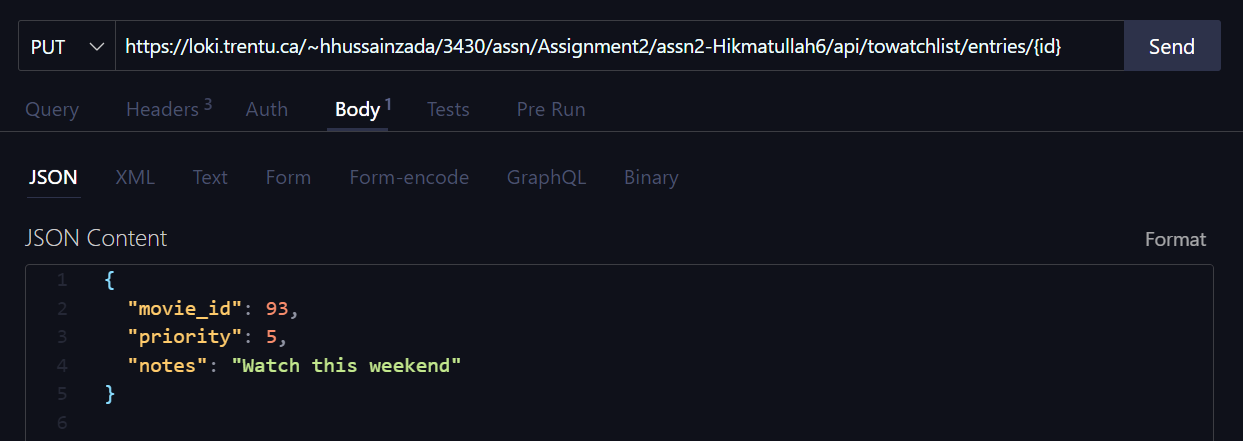 PUT https://loki.trentu.ca/~hhussainzada/3430/assn/Assignment2/assn2-Hikmatullah6/api/towatchlist/entries/{id} Send
Query Headers 3 Auth Body 1 Tests Pre Run
JSON XML Text Form Form-encode GraphQL Binary
JSON Content Format
1 {
2 "movie_id": 93,
3 "priority": 5,
4 "notes": "Watch this weekend"
5 }
6